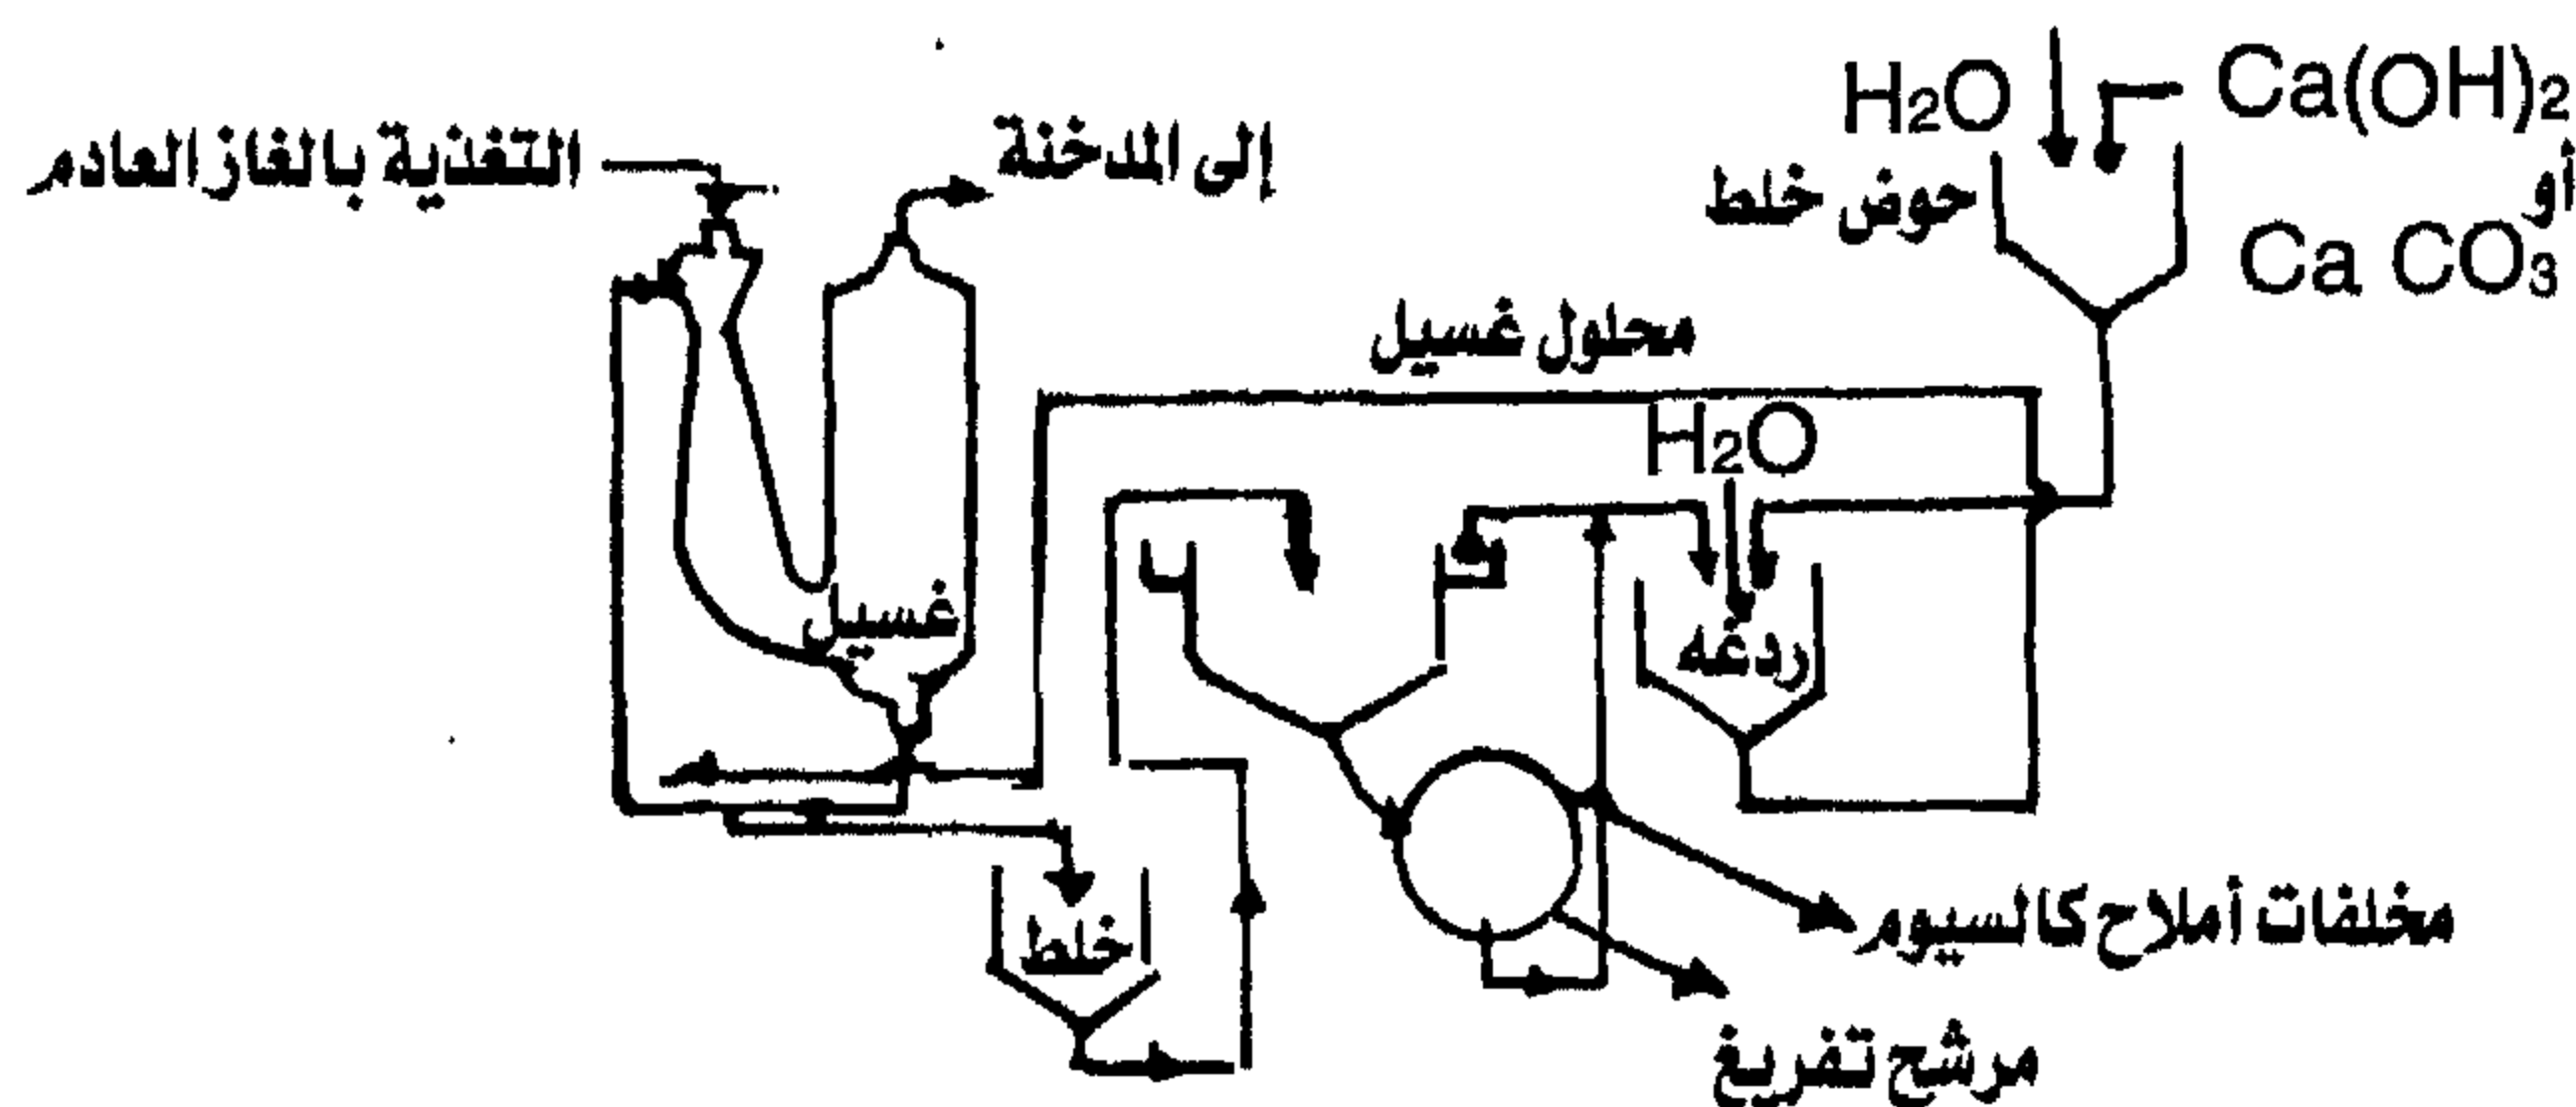 Ca(OH)2
H2O
أو
حوض خلط
Ca CO3
إلى المدخنة
التغذية بالغاز العادم
محلول غسيل
H2O
غسيل
ردغه
خلط
مخلفات أملاح كالسيوم
مرشح تفريغ